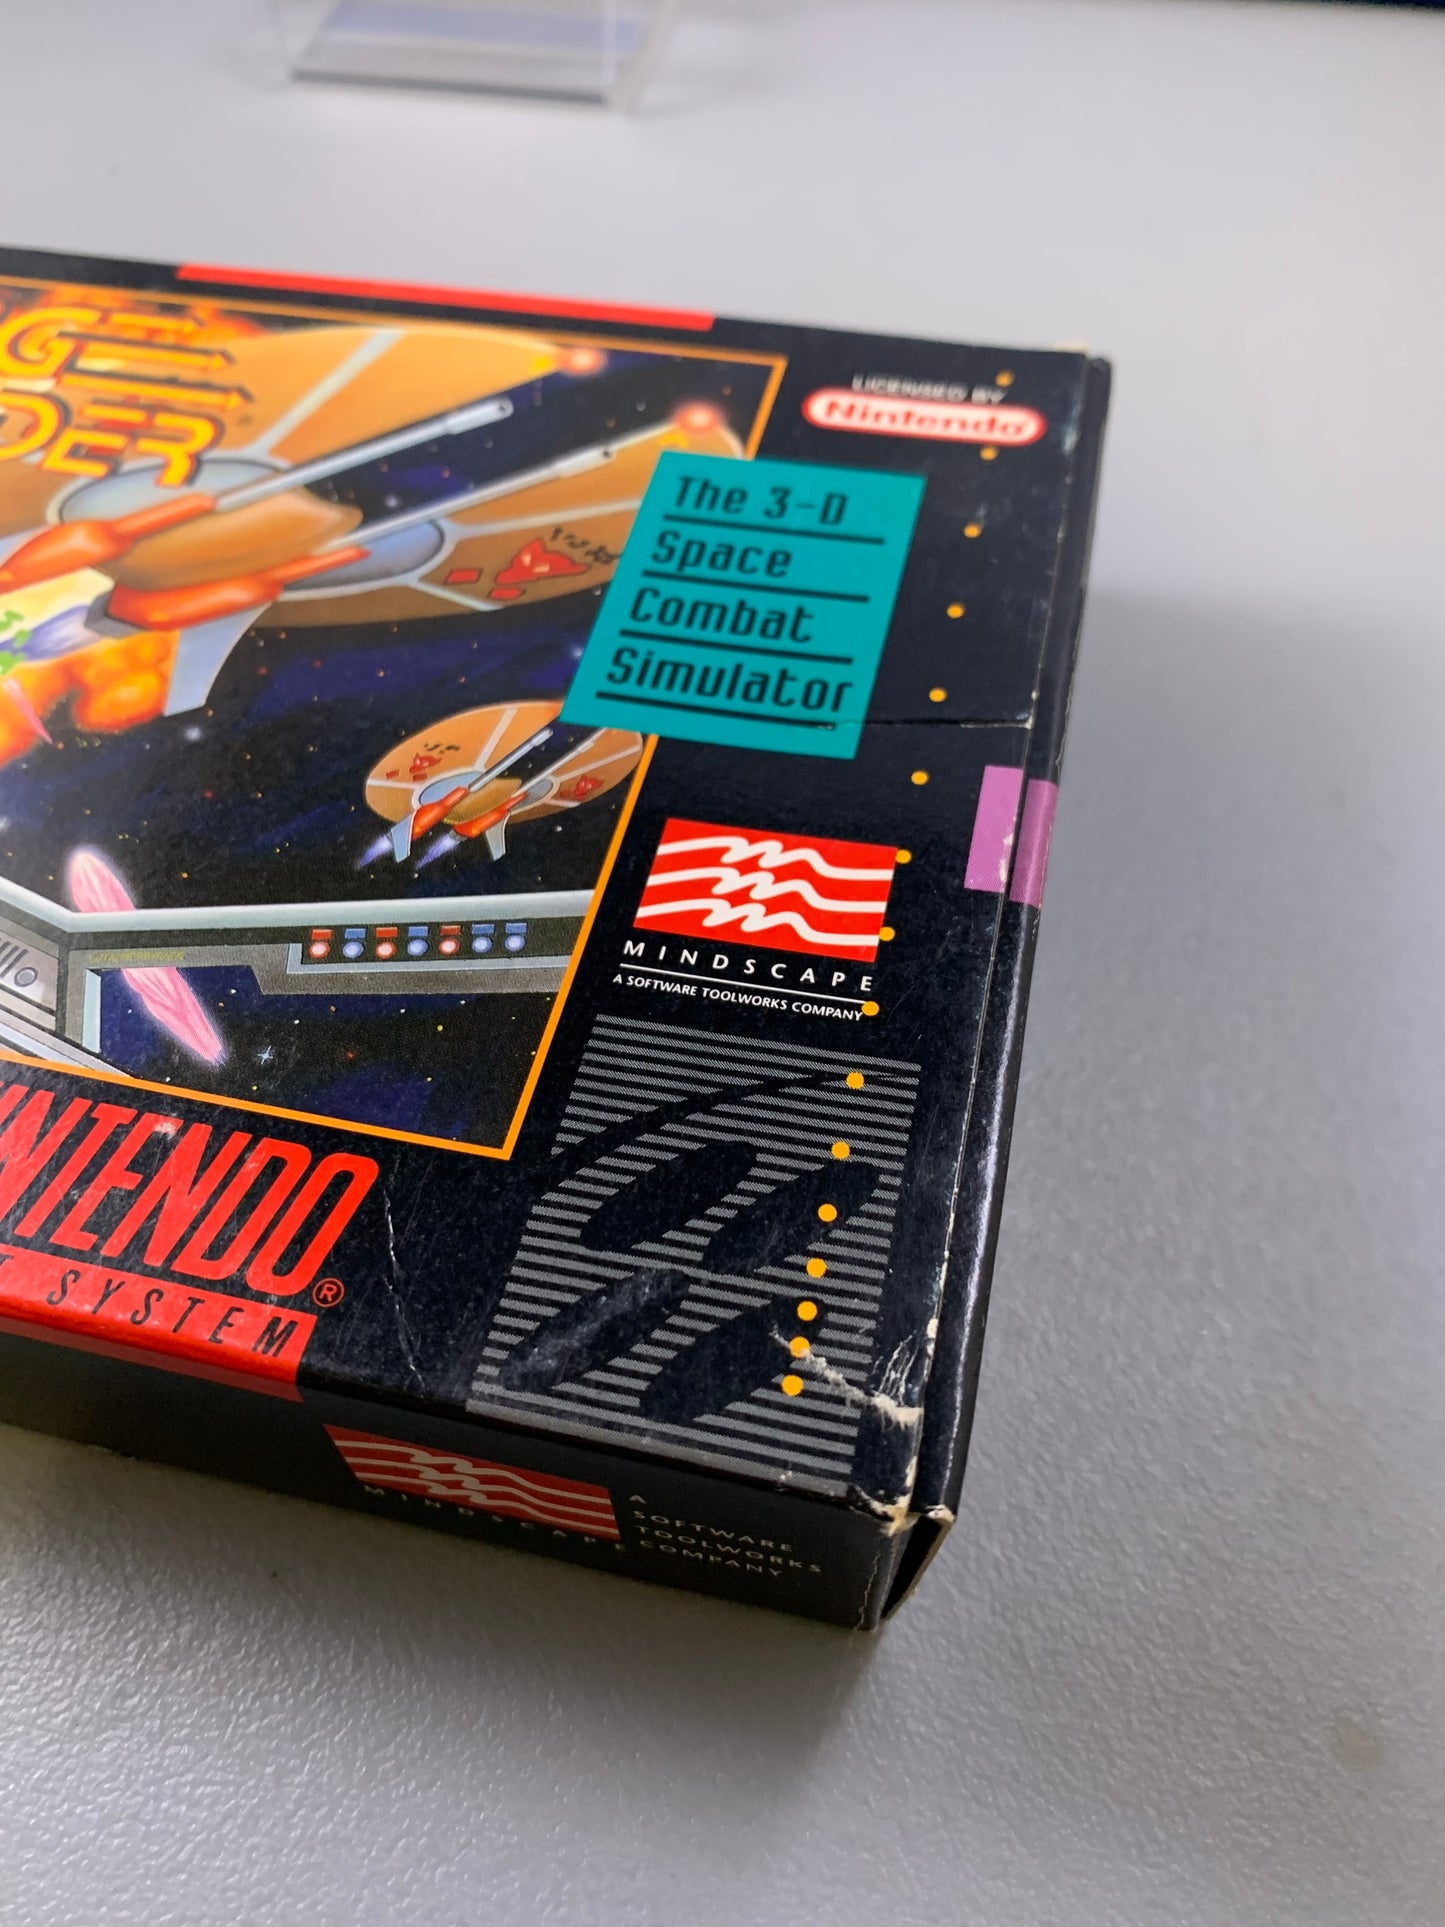 LICENSED BY
Nintendo
The 3-D
Space
Combat
Simulator
MINDSCAPE
A SOFTWARE TOOLWORKS COMPANY
NINTENDO®
SYSTEM
MINDSCAPE
A
SOFTWARE
TOOLWORKS
COMPANY